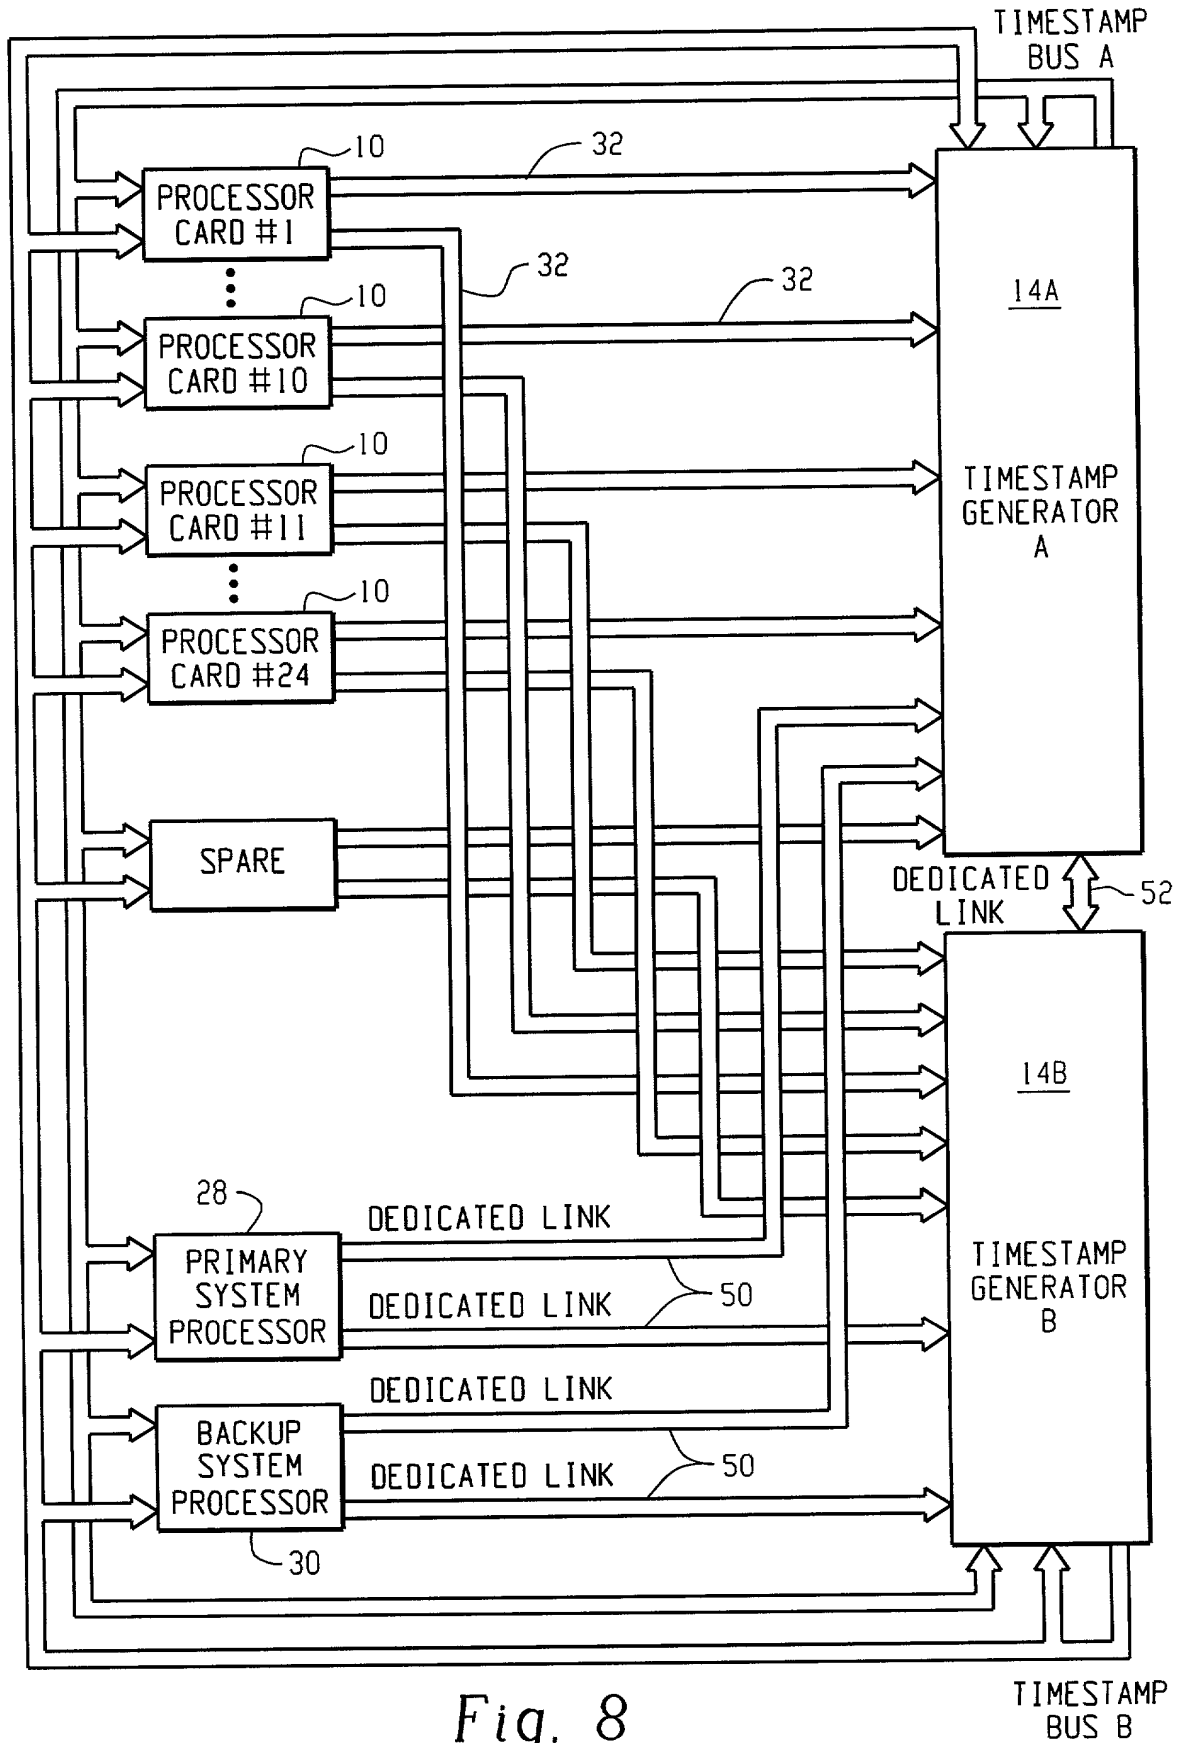 TIMESTAMP
BUS A
10
PROCESSOR
CARD #1
32
32
10
PROCESSOR
CARD #10
32
14A
10
PROCESSOR
CARD #11
TIMESTAMP
GENERATOR
A
10
PROCESSOR
CARD #24
SPARE
DEDICATED
LINK
52
14B
28
PRIMARY
SYSTEM
PROCESSOR
DEDICATED LINK
DEDICATED LINK
50
TIMESTAMP
GENERATOR
B
BACKUP
SYSTEM
PROCESSOR
DEDICATED LINK
DEDICATED LINK
50
30
TIMESTAMP
BUS B
Fig. 8